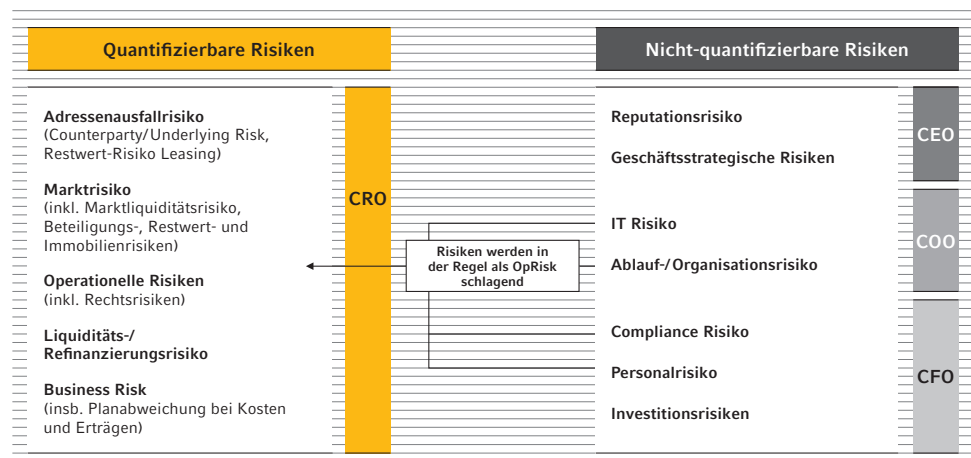 Quantifizierbare Risiken
Adressenausfallrisiko
(Counterparty/Underlying Risk,
Restwert-Risiko Leasing)
Marktrisiko
(inkl. Marktliquiditätsrisiko,
Beteiligungs-, Restwert- und
Immobilienrisiken)
Operationelle Risiken
(inkl. Rechtsrisiken)
Liquiditäts-/
Refinanzierungsrisiko
Business Risk
(insb. Planabweichung bei Kosten
und Erträgen)
CRO
Risiken werden in
der Regel als OpRisk
schlagend
Nicht-quantifizierbare Risiken
Reputationsrisiko
Geschäftsstrategische Risiken
CEO
IT Risiko
Ablauf-/Organisationsrisiko
COO
Compliance Risiko
Personalrisiko
Investitionsrisiken
CFO